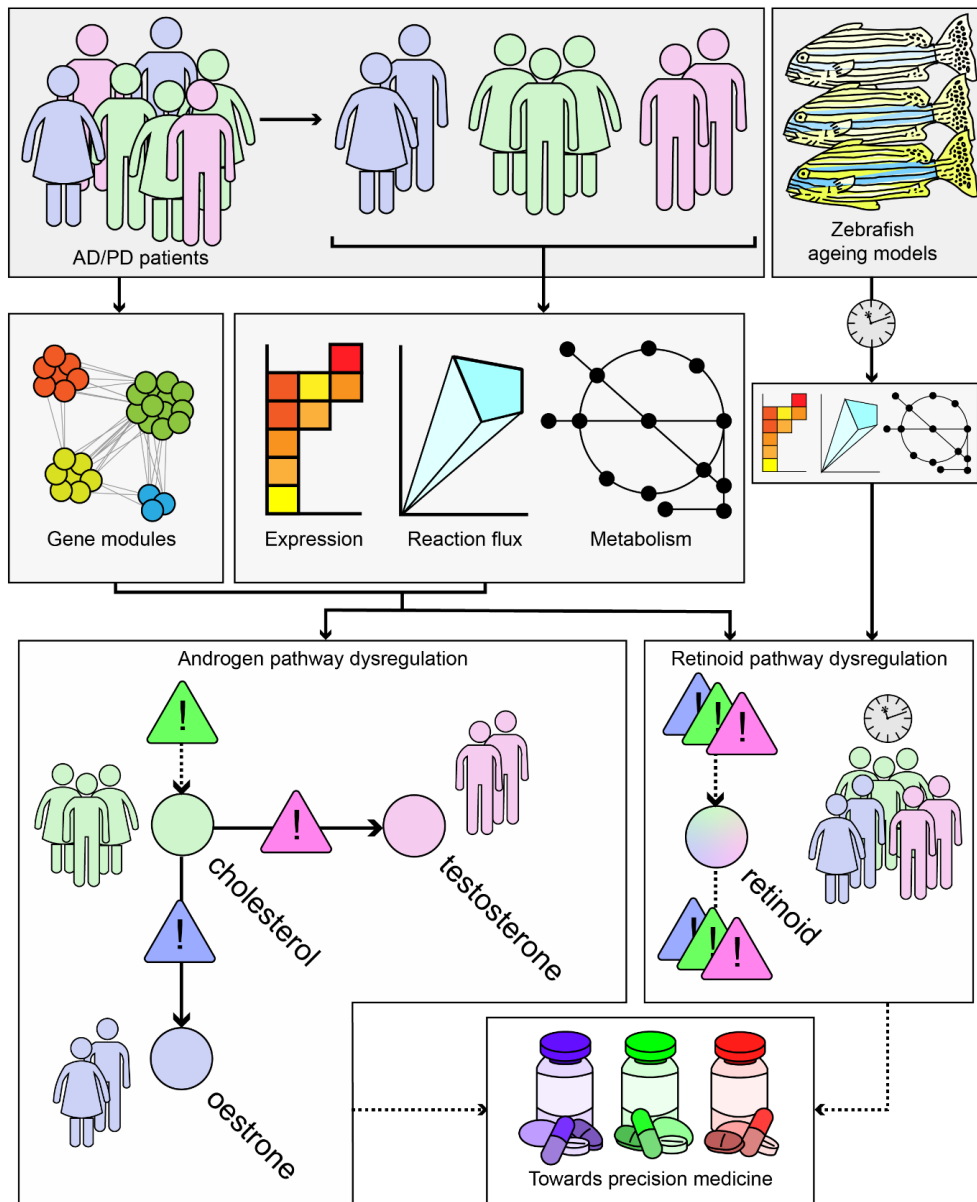 AD/PD patients
Zebrafish
ageing models
Gene modules
Expression
Reaction flux
Metabolism
Androgen pathway dysregulation
!
!
cholesterol
testosterone
!
oestrone
Retinoid pathway dysregulation
! ! !
retinoid
! ! !
Towards precision medicine